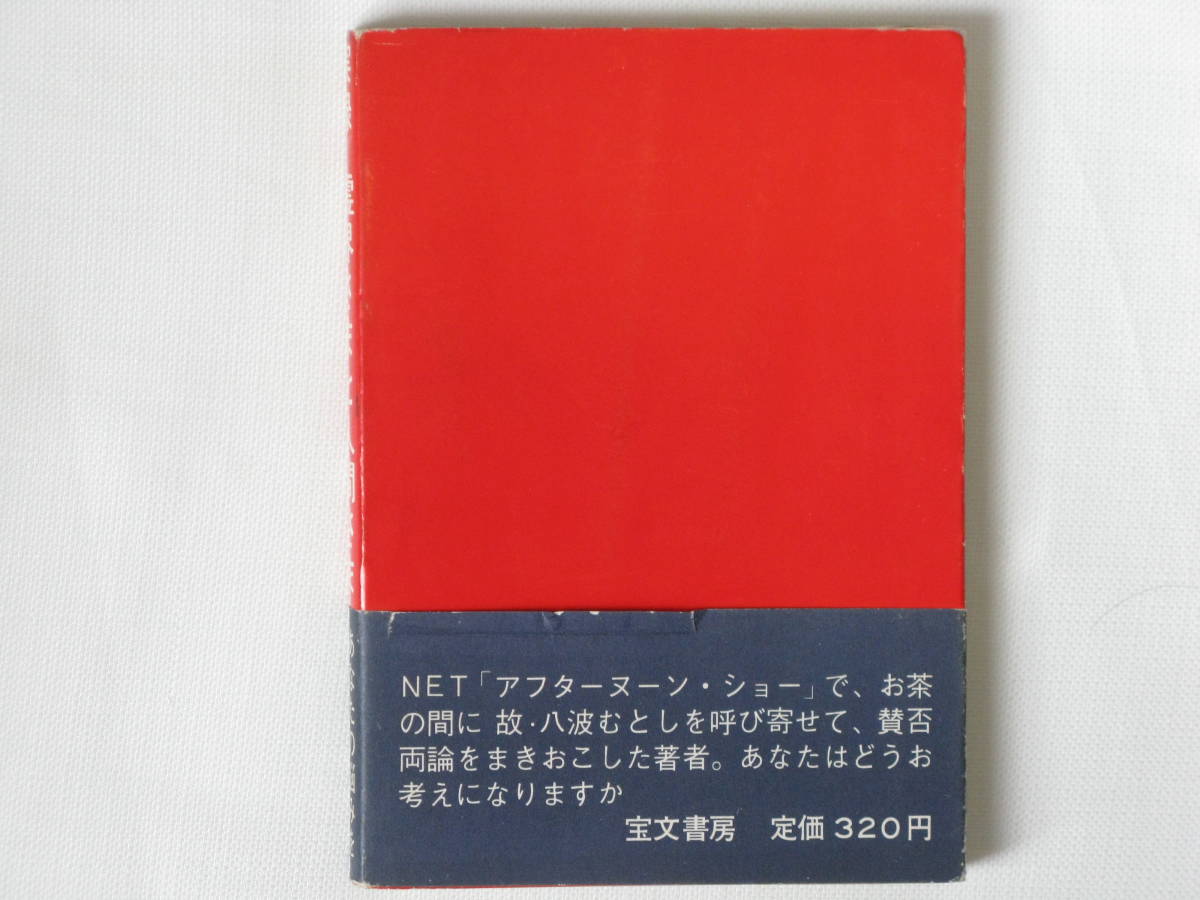 NET「アフターヌーン・ショー」で、お茶
の間に 故·八波むとしを呼び寄せて、賛否
両論をまきおこした著者。あなたはどうお
考えになりますか
宝文書房 定価 320円